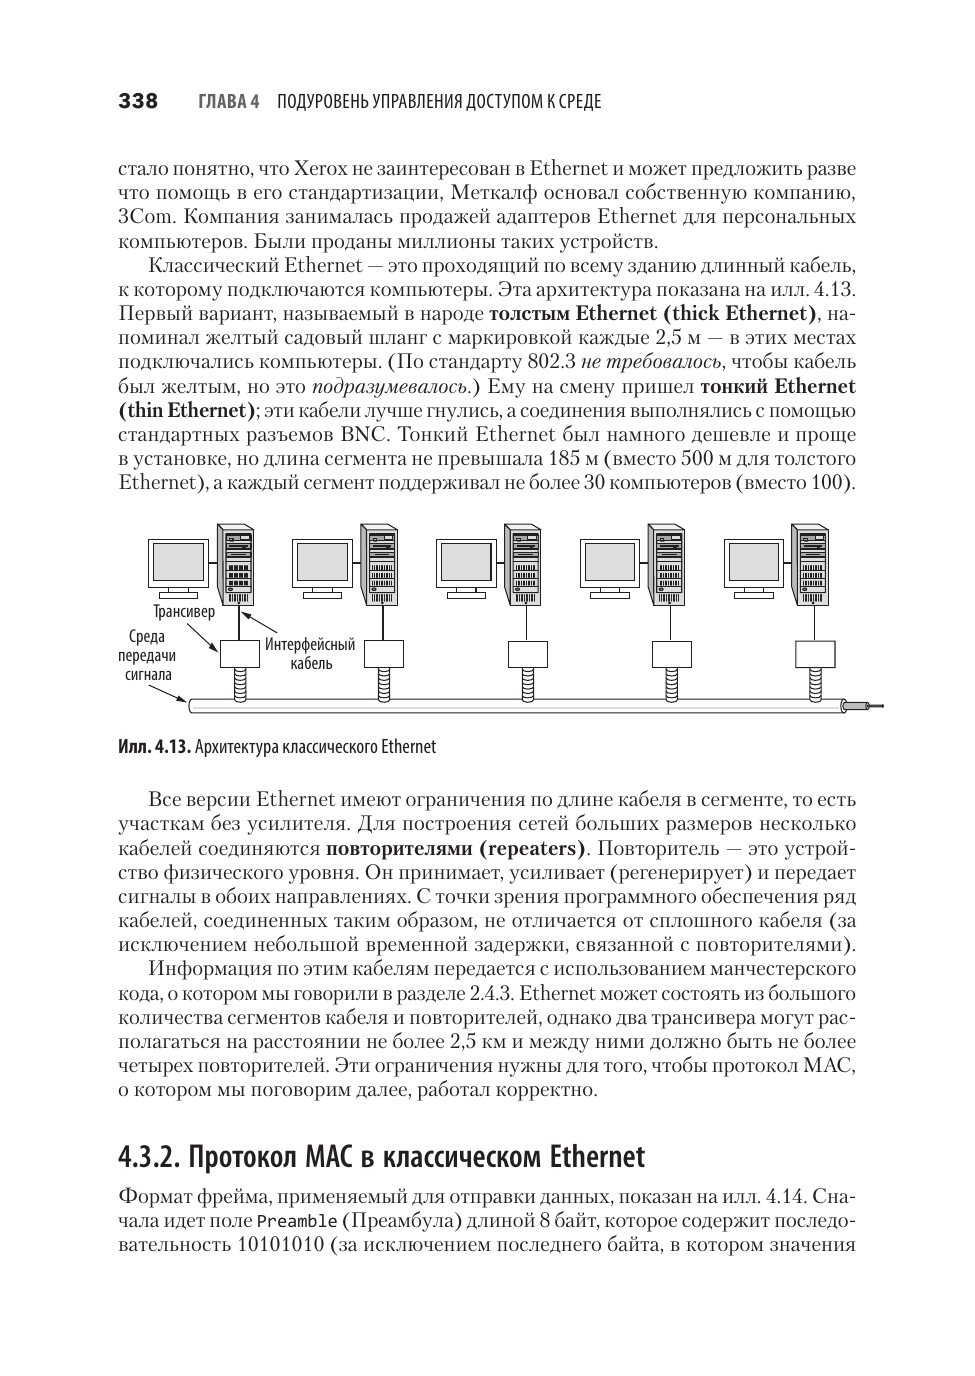 338 ГЛАВА 4 ПОДУРОВЕНЬ УПРАВЛЕНИЯ ДОСТУПОМ К СРЕДЕ
стало понятно, что Xerox не заинтересован в Ethernet и может предложить разве
что помощь в его стандартизации, Меткалф основал собственную компанию,
3Com. Компания занималась продажей адаптеров Ethernet для персональных
компьютеров. Были проданы миллионы таких устройств.
Классический Ethernet — это проходящий по всему зданию длинный кабель,
к которому подключаются компьютеры. Эта архитектура показана на илл. 4.13.
Первый вариант, называемый в народе толстым Ethernet (thick Ethernet), на-
поминал желтый садовый шланг с маркировкой каждые 2,5 м — в этих местах
подключались компьютеры. (По стандарту 802.3 не требовалось, чтобы кабель
был желтым, но это подразумевалось.) Ему на смену пришел тонкий Ethernet
(thin Ethernet); эти кабели лучше гнулись, а соединения выполнялись с помощью
стандартных разъемов BNC. Тонкий Ethernet был намного дешевле и проще
в установке, но длина сегмента не превышала 185 м (вместо 500 м для толстого
Ethernet), а каждый сегмент поддерживал не более 30 компьютеров (вместо 100).
Трансивер
Среда
передачи
сигнала
Интерфейсный
кабель
Илл. 4.13. Архитектура классического Ethernet
Все версии Ethernet имеют ограничения по длине кабеля в сегменте, то есть
участкам без усилителя. Для построения сетей больших размеров несколько
кабелей соединяются повторителями (repeaters). Повторитель — это устрой-
ство физического уровня. Он принимает, усиливает (регенерирует) и передает
сигналы в обоих направлениях. С точки зрения программного обеспечения ряд
кабелей, соединенных таким образом, не отличается от сплошного кабеля (за
исключением небольшой временной задержки, связанной с повторителями).
Информация по этим кабелям передается с использованием манчестерского
кода, о котором мы говорили в разделе 2.4.3. Ethernet может состоять из большого
количества сегментов кабеля и повторителей, однако два трансивера могут рас-
полагаться на расстоянии не более 2,5 км и между ними должно быть не более
четырех повторителей. Эти ограничения нужны для того, чтобы протокол MAC,
о котором мы поговорим далее, работал корректно.
4.3.2. Протокол MAC в классическом Ethernet
Формат фрейма, применяемый для отправки данных, показан на илл. 4.14. Сна-
чала идет поле Preamble (Преамбула) длиной 8 байт, которое содержит последо-
вательность 10101010 (за исключением последнего байта, в котором значения